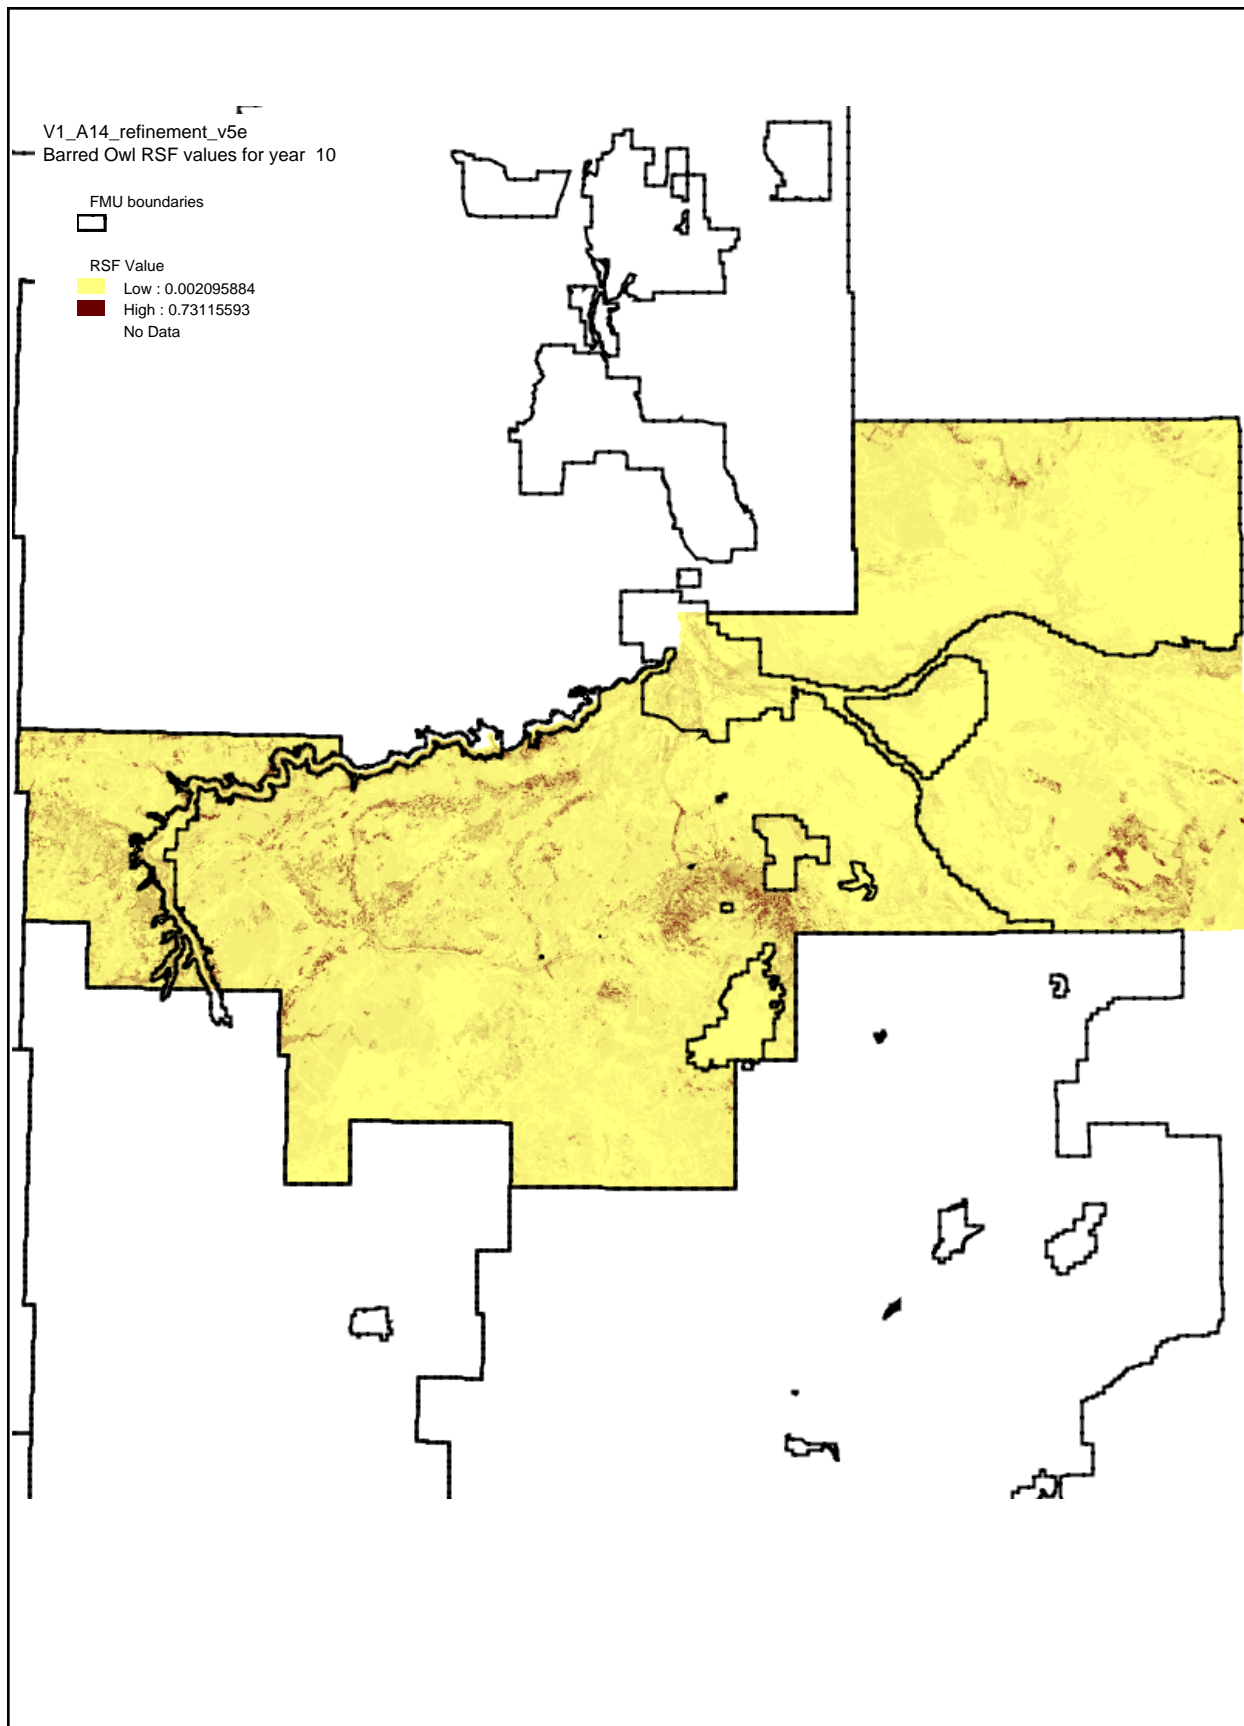 V1_A14_refinement_v5e
Barred Owl RSF values for year 10
FMU boundaries
RSF Value
Low : 0.002095884
High : 0.73115593
No Data